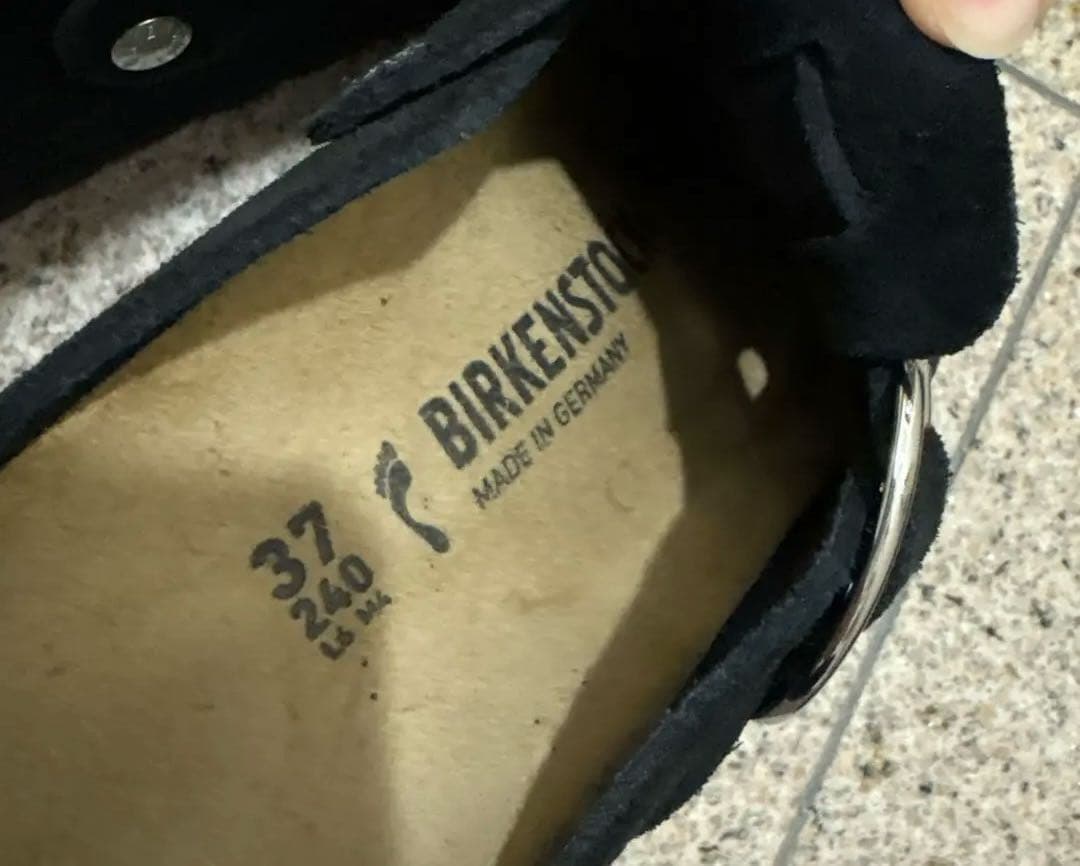 BIRKENSTO
MADE IN GERMANY
37
240
L6 M4